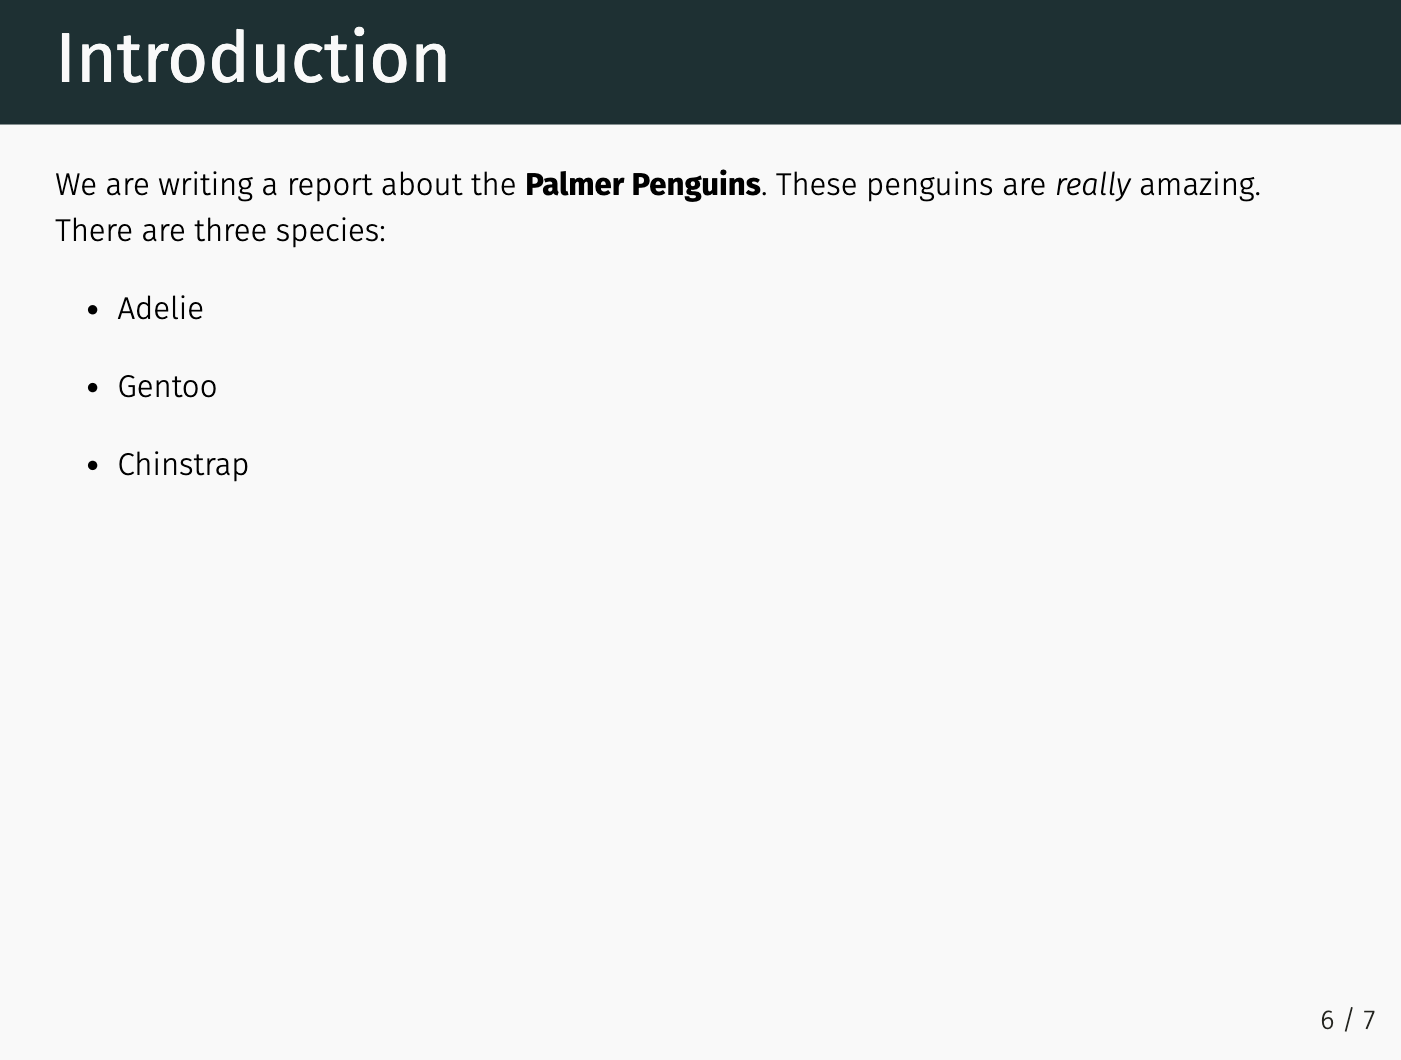 Introduction
We are writing a report about the Palmer Penguins. These penguins are really amazing.
There are three species:
• Adelie
• Gentoo
• Chinstrap
6 / 7